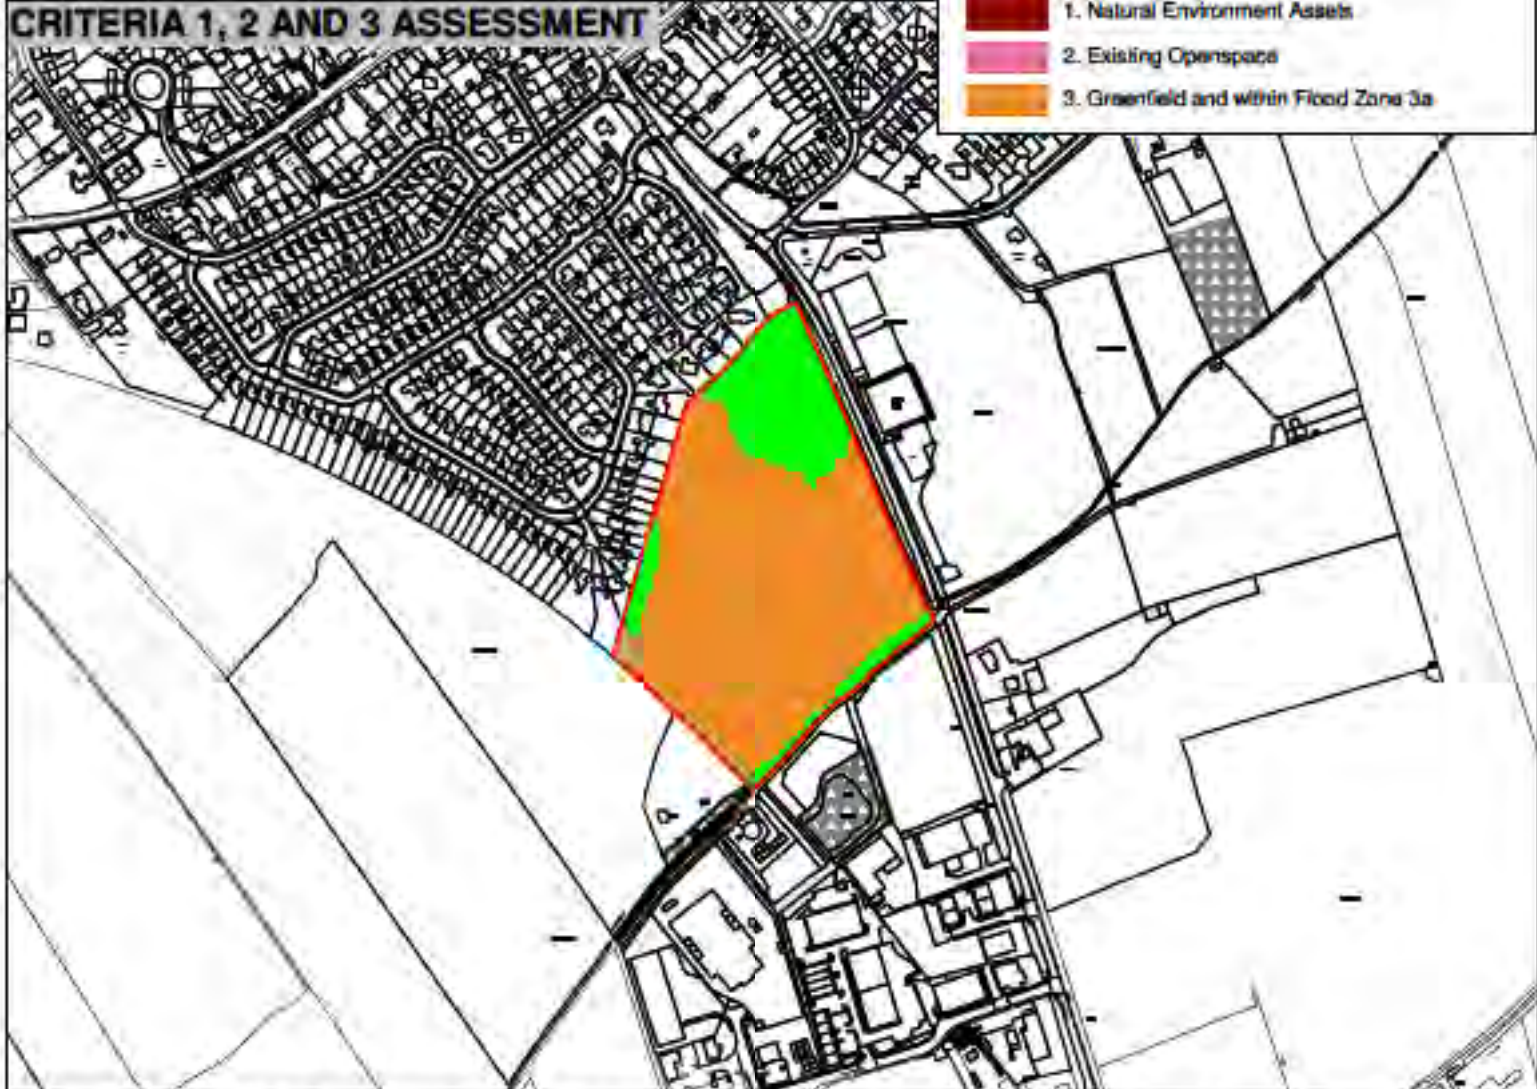 CRITERIA 1, 2 AND 3 ASSESSMENT
1. Natural Environment Assets
2. Existing Openspace
3. Greenfield and within Flood Zone 3a